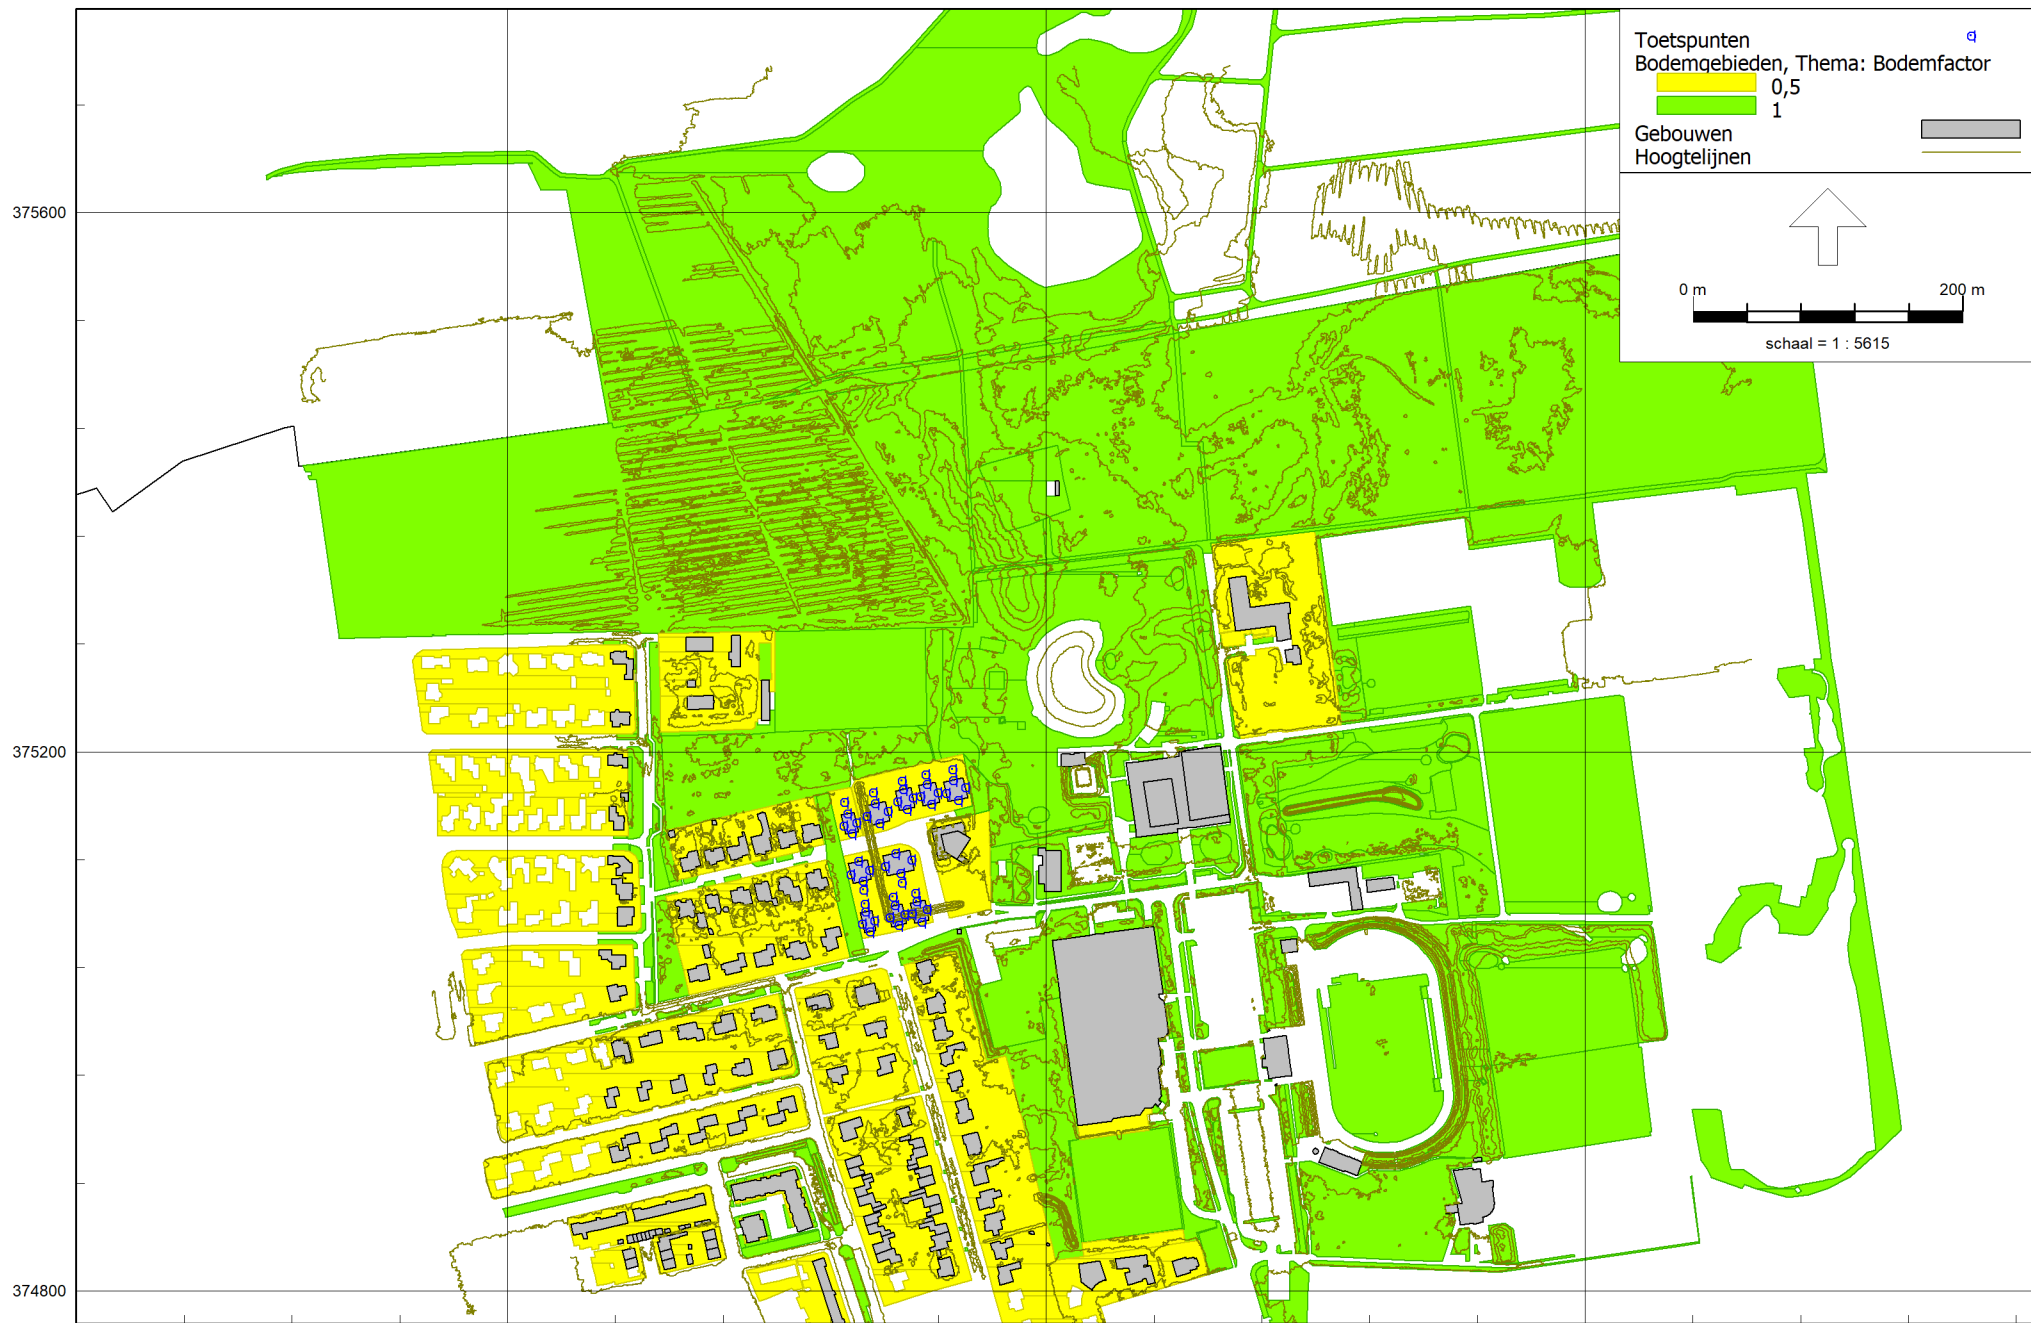 Toetspunten
Bodemgebieden, Thema: Bodemfactor
0,5
1
Gebouwen
Hoogtelijnen
0 m 200 m
schaal = 1 : 5615
375600
375200
374800